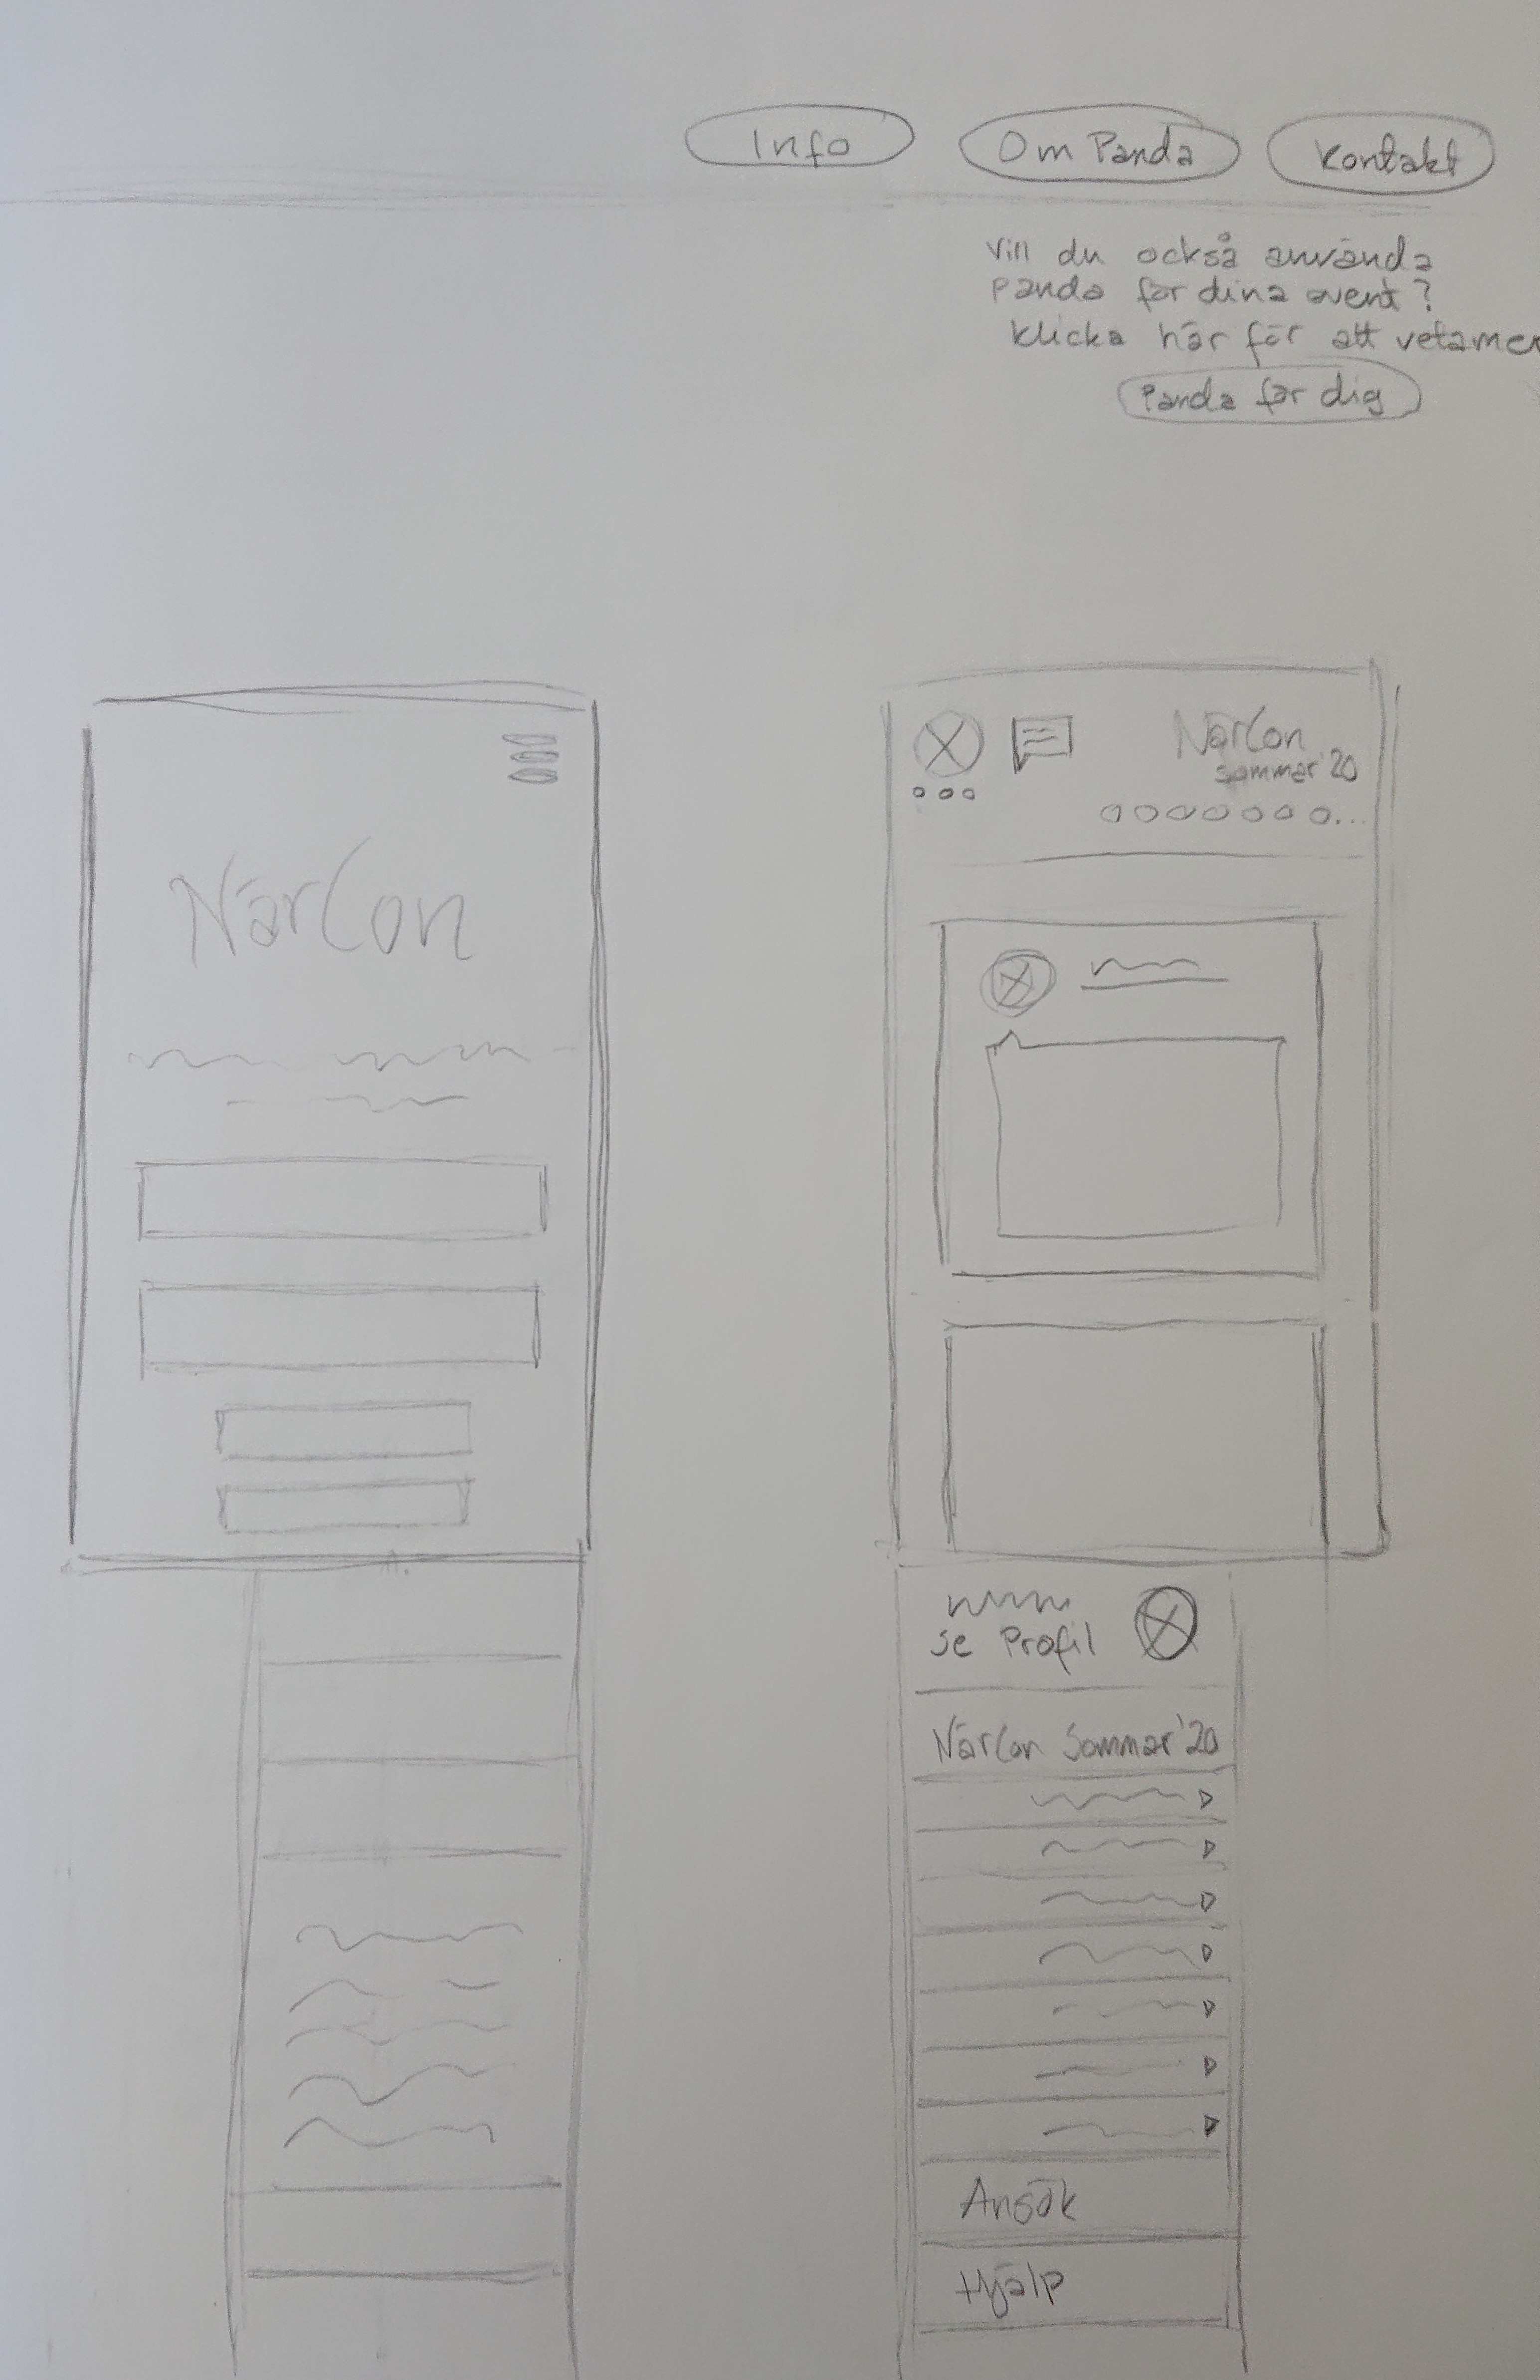 Info
Om Panda
Kontakt
Vill du också använda
Panda för dina event?
Klicka här för att veta mer
Panda för dig
NärCon
NärCon
sommar '20
se Profil
NärCon Sommar '20
Ansök
Hjälp